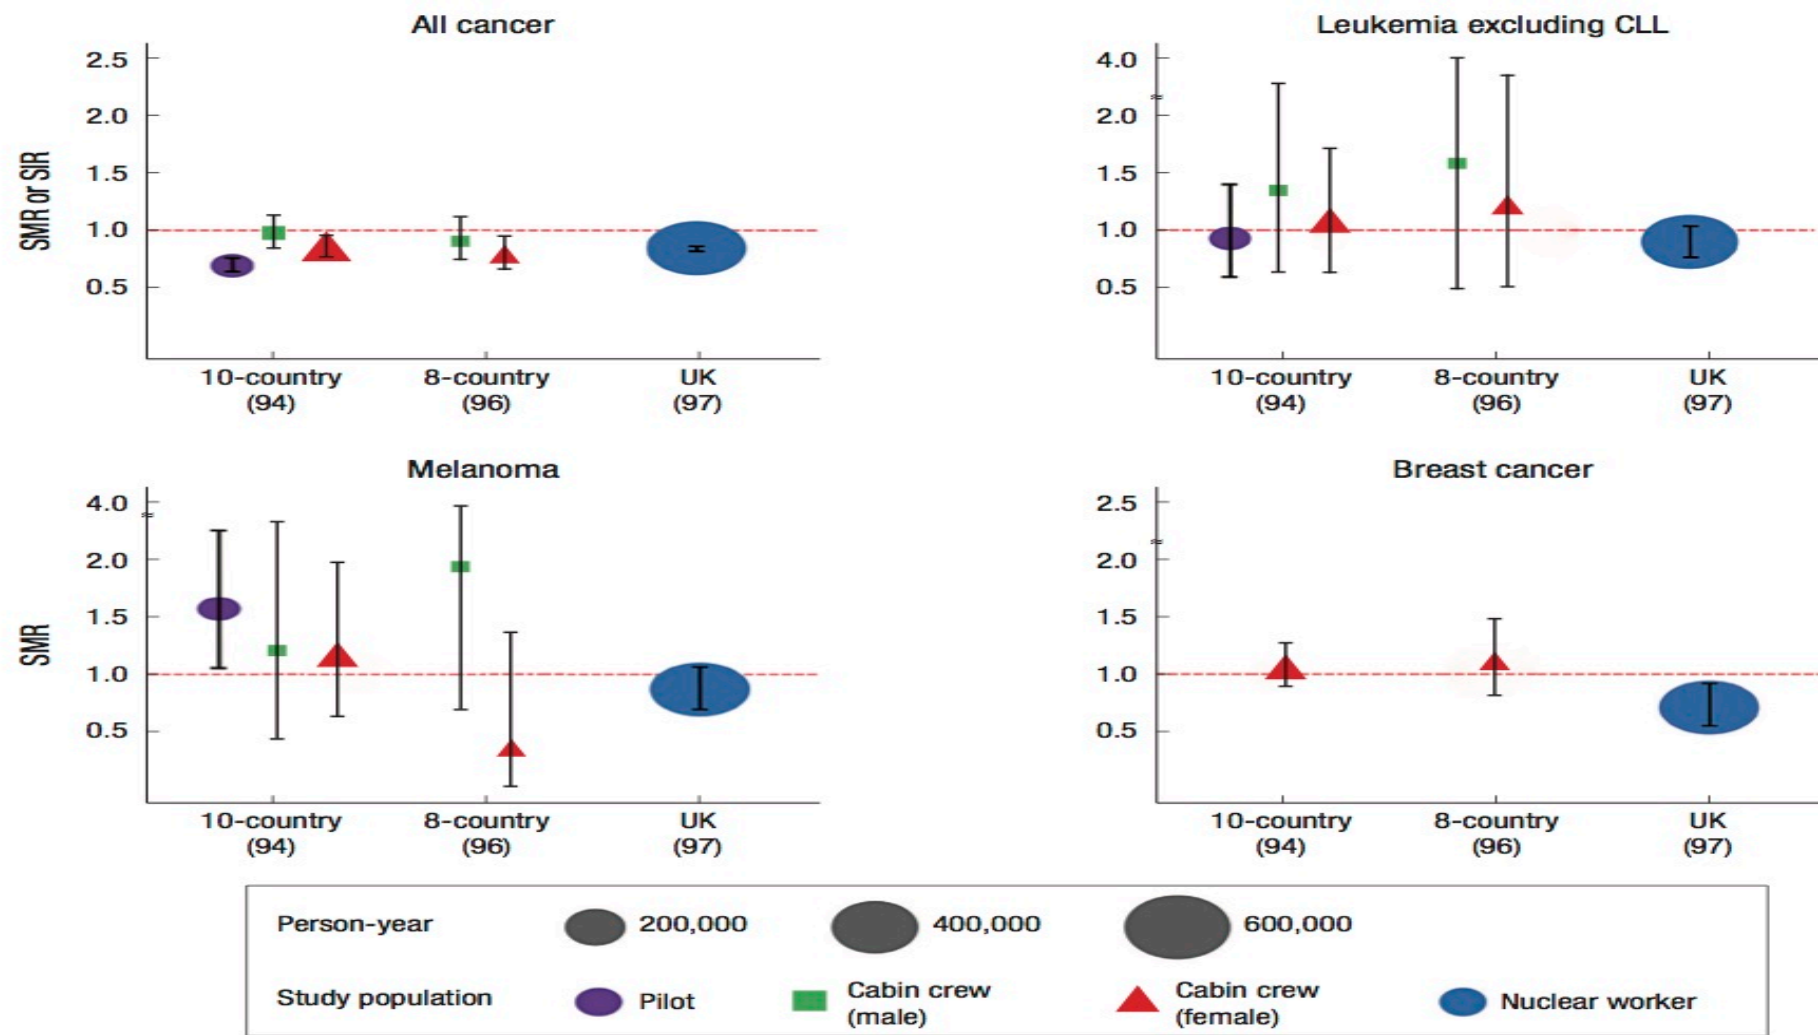 All cancer
SMR or SIR
2.5
2.0
1.5
1.0
0.5
10-country
(94)
8-country
(96)
UK
(97)
Leukemia excluding CLL
4.0
2.0
1.5
1.0
0.5
10-country
(94)
8-country
(96)
UK
(97)
Melanoma
SMR
4.0
2.0
1.5
1.0
0.5
10-country
(94)
8-country
(96)
UK
(97)
Breast cancer
2.5
2.0
1.5
1.0
0.5
10-country
(94)
8-country
(96)
UK
(97)
Person-year 200,000 400,000 600,000
Study population Pilot Cabin crew (male) Cabin crew (female) Nuclear worker